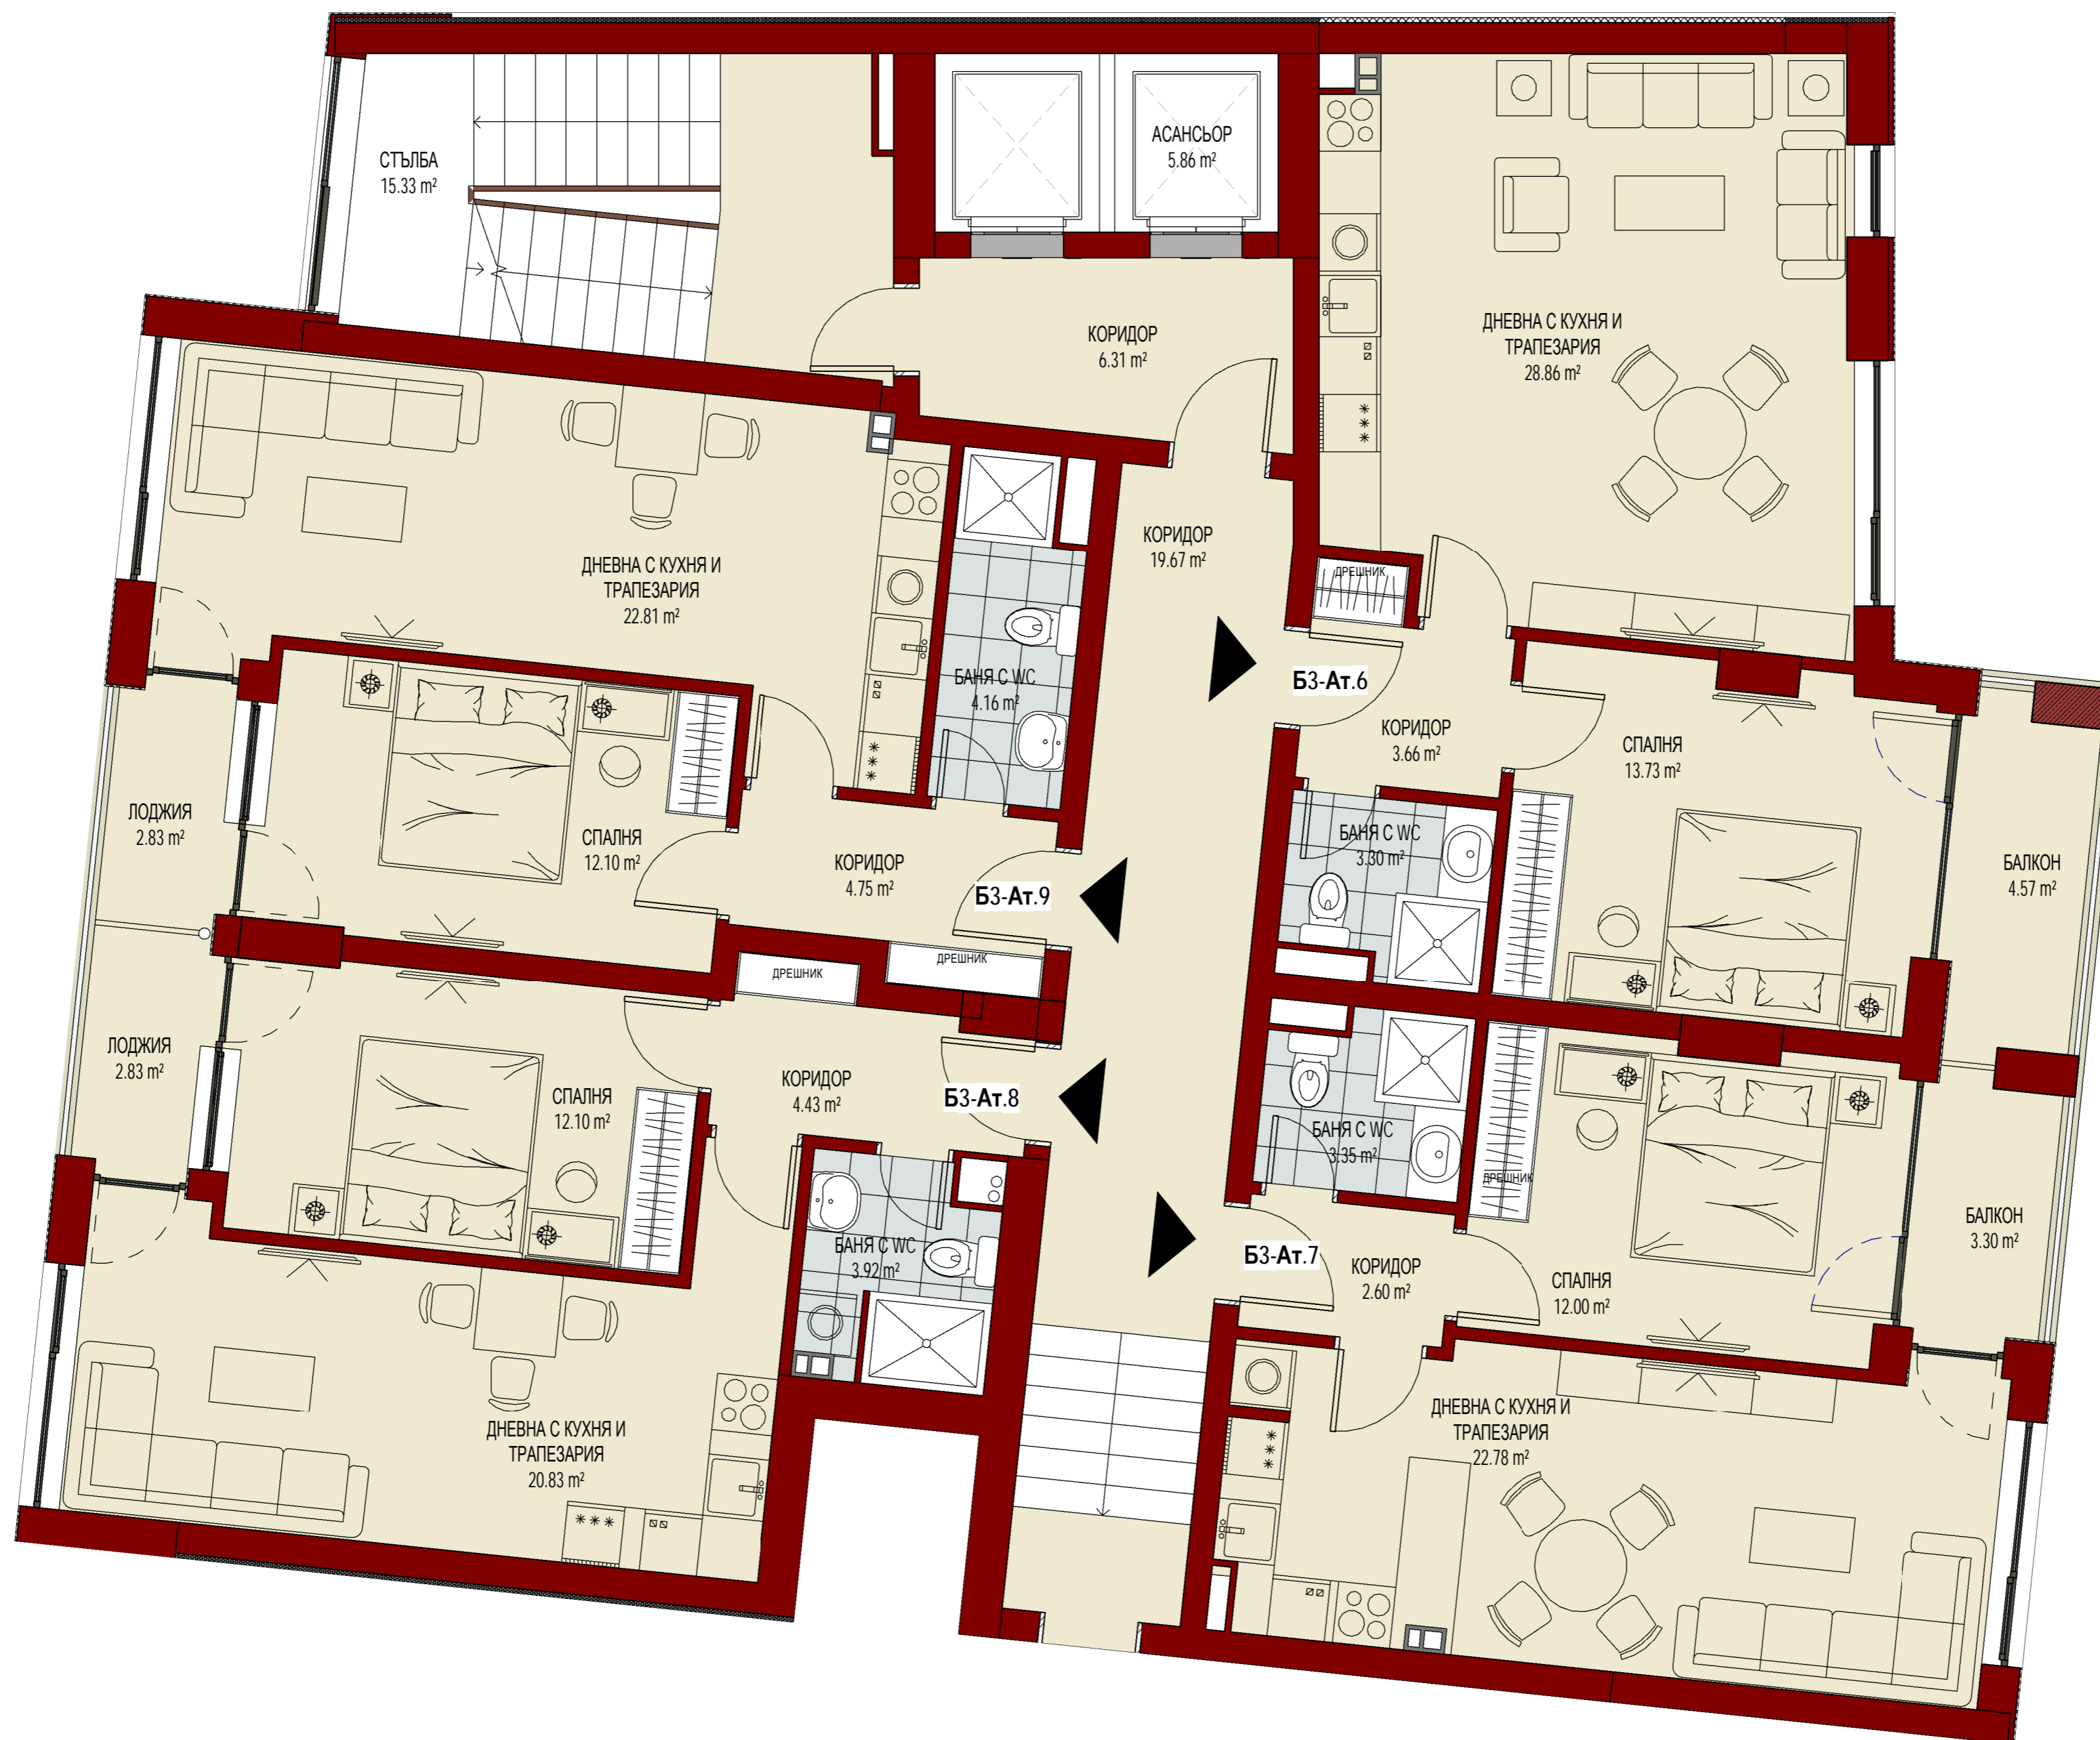 СТЪЛБА
15.33 m²
АСАНСЬОР
5.86 m²
КОРИДОР
6.31 m²
ДНЕВНА С КУХНЯ И
ТРАПЕЗАРИЯ
28.86 m²
КОРИДОР
19.67 m²
ДРЕШНИК
ДНЕВНА С КУХНЯ И
ТРАПЕЗАРИЯ
22.81 m²
БАНЯ С WC
4.16 m²
Б3-Ат.6
КОРИДОР
3.66 m²
СПАЛНЯ
13.73 m²
ЛОДЖИЯ
2.83 m²
СПАЛНЯ
12.10 m²
КОРИДОР
4.75 m²
Б3-Ат.9
БАНЯ С WC
3.30 m²
БАЛКОН
4.57 m²
ДРЕШНИК
ДРЕШНИК
ЛОДЖИЯ
2.83 m²
СПАЛНЯ
12.10 m²
КОРИДОР
4.43 m²
Б3-Ат.8
БАНЯ С WC
3.35 m²
ДРЕШНИК
БАНЯ С WC
3.92 m²
Б3-Ат.7
КОРИДОР
2.60 m²
СПАЛНЯ
12.00 m²
БАЛКОН
3.30 m²
ДНЕВНА С КУХНЯ И
ТРАПЕЗАРИЯ
20.83 m²
ДНЕВНА С КУХНЯ И
ТРАПЕЗАРИЯ
22.78 m²